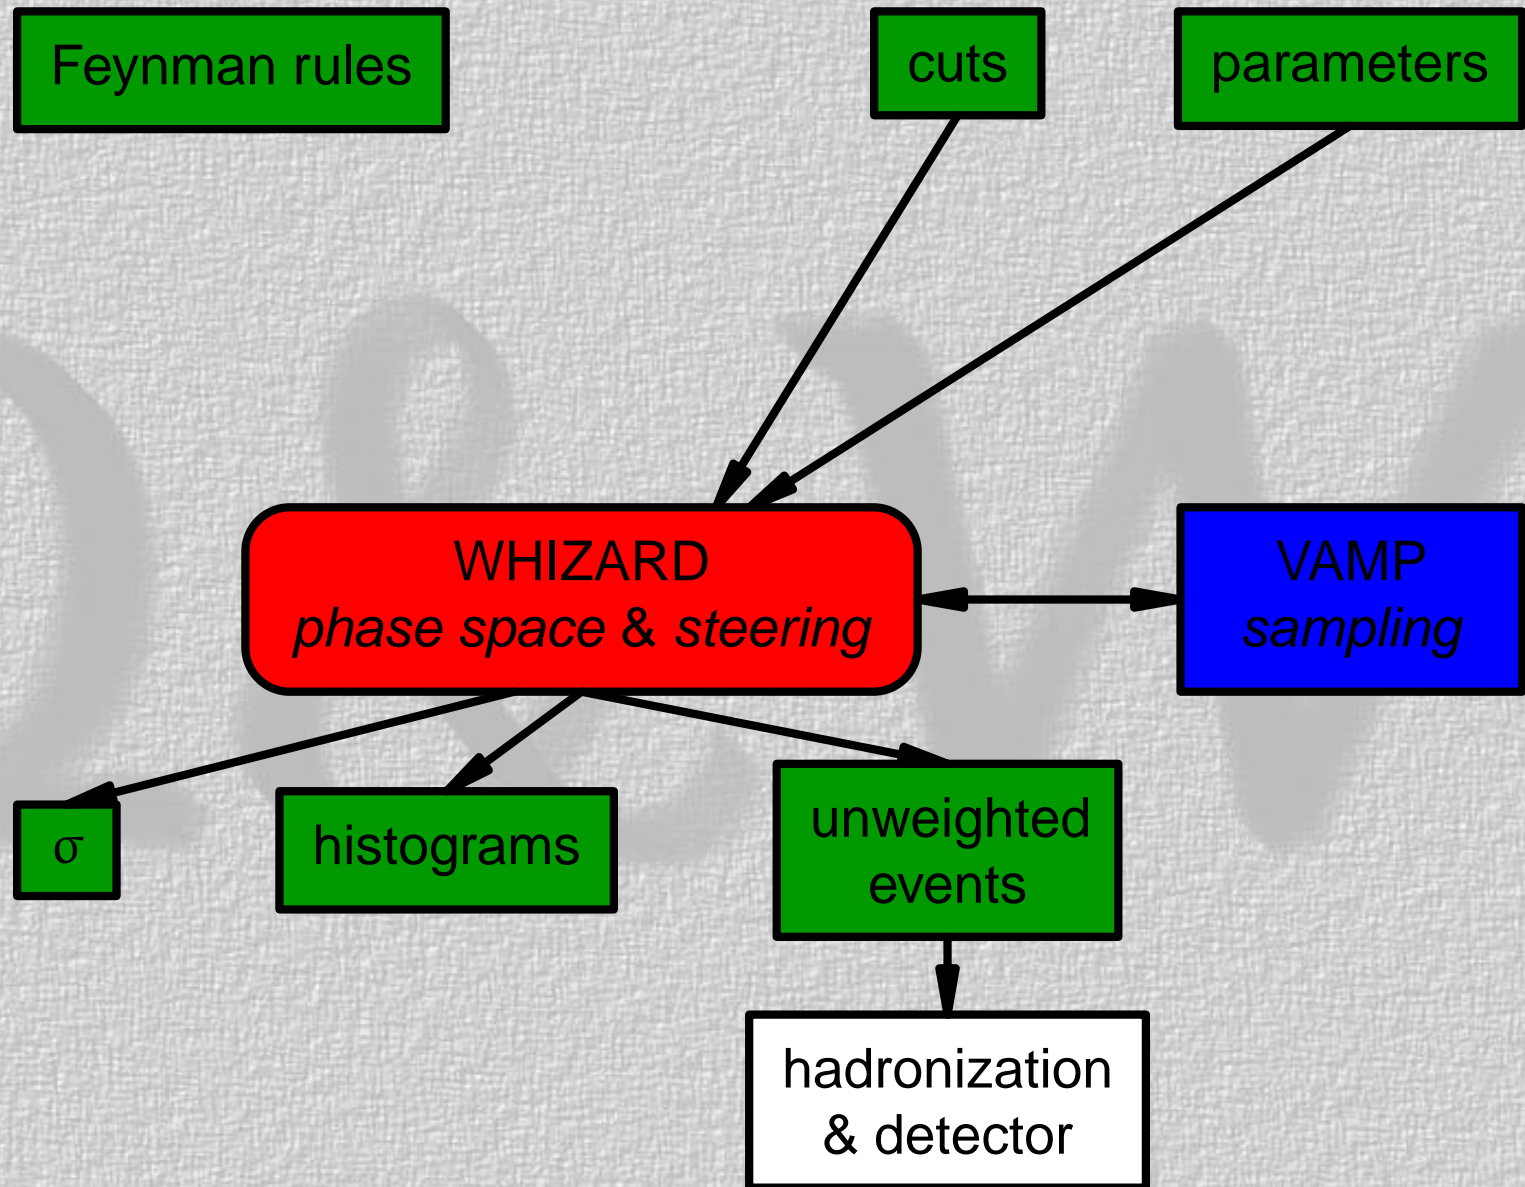 Feynman rules
cuts
parameters
WHIZARD
phase space & steering
VAMP
sampling
σ
histograms
unweighted
events
hadronization
& detector